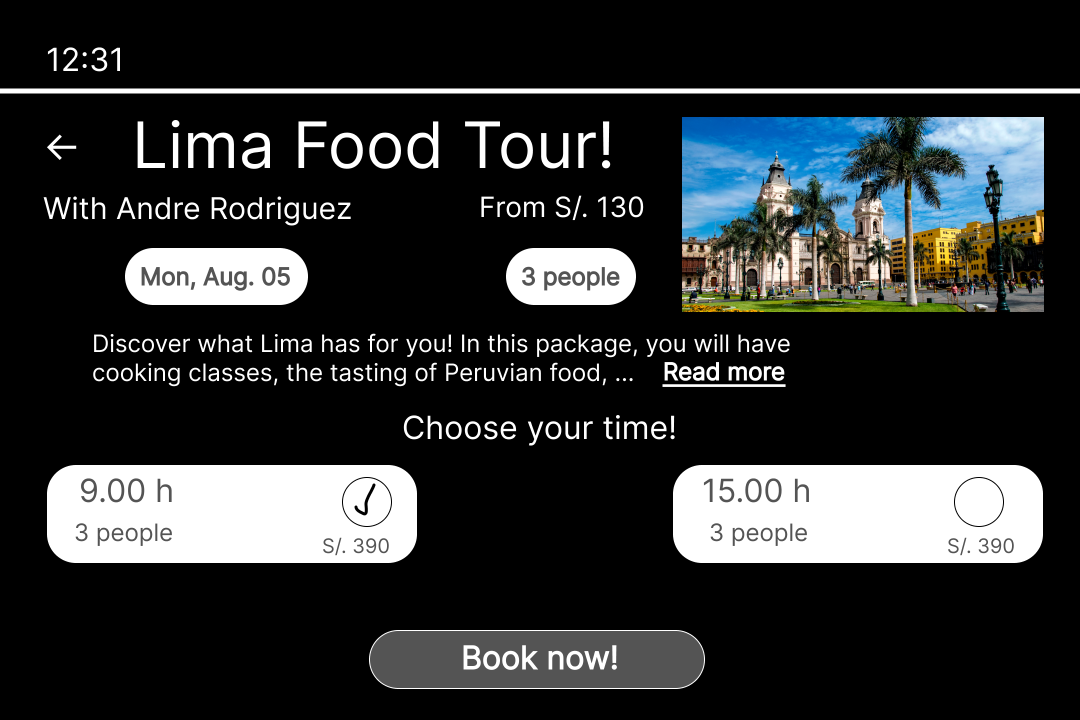 12:31
← Lima Food Tour!
With Andre Rodriguez From S/. 130
Mon, Aug. 05 3 people
Discover what Lima has for you! In this package, you will have
cooking classes, the tasting of Peruvian food, ... Read more
Choose your time!
9.00 h
3 people
S/. 390
15.00 h
3 people
S/. 390
Book now!